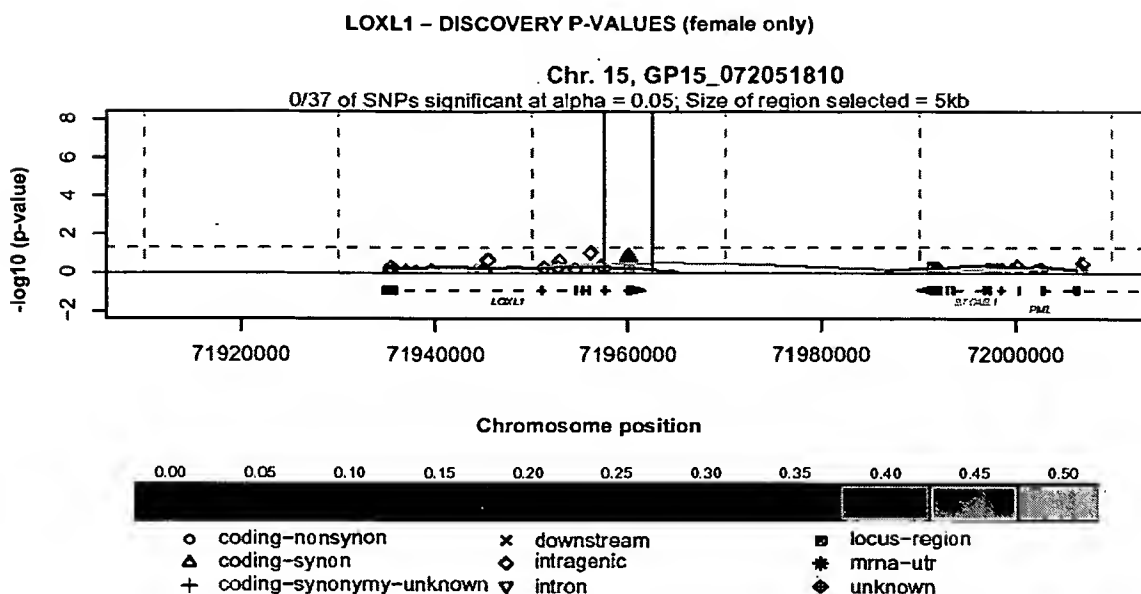 LOXL1 – DISCOVERY P-VALUES (female only)
Chr. 15, GP15_072051810
0/37 of SNPs significant at alpha = 0.05; Size of region selected = 5kb
8
6
4
2
0
−2
-log10 (p-value)
LOXL1
PML
71920000 71940000 71960000 71980000 72000000
Chromosome position
0.00 0.05 0.10 0.15 0.20 0.25 0.30 0.35 0.40 0.45 0.50
coding-nonsynon downstream locus-region
coding-synon intragenic mrna-utr
coding-synonymy-unknown intron unknown